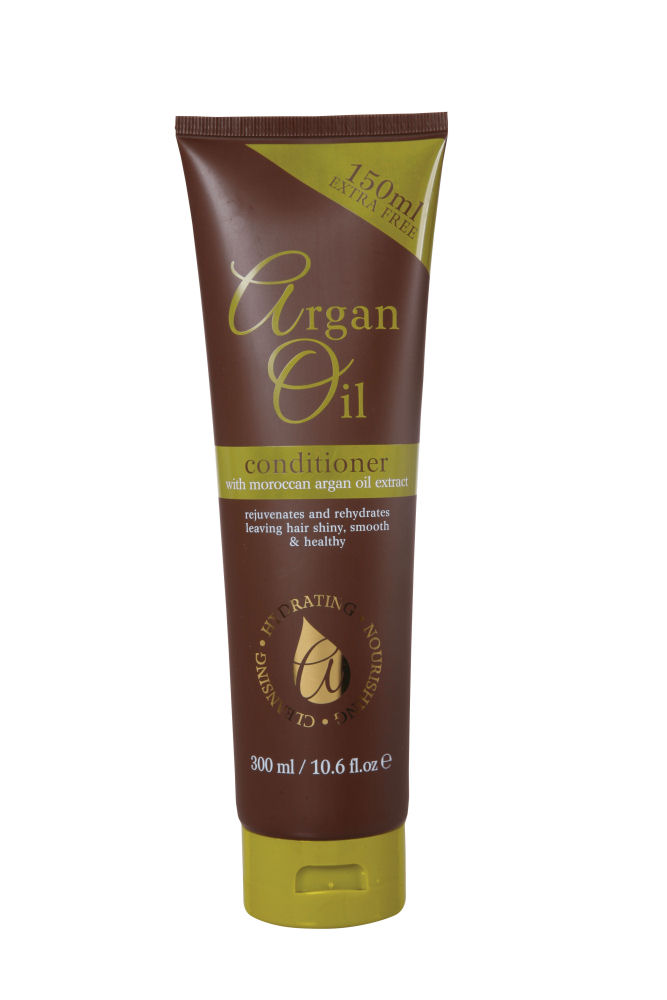 150ml
EXTRA FREE
Argan
Oil
conditioner
with moroccan argan oil extract
rejuvenates and rehydrates
leaving hair shiny, smooth
& healthy
HYDRATING • NOURISHING • CLEANSING •
a
300 ml / 10.6 fl.oz ℮